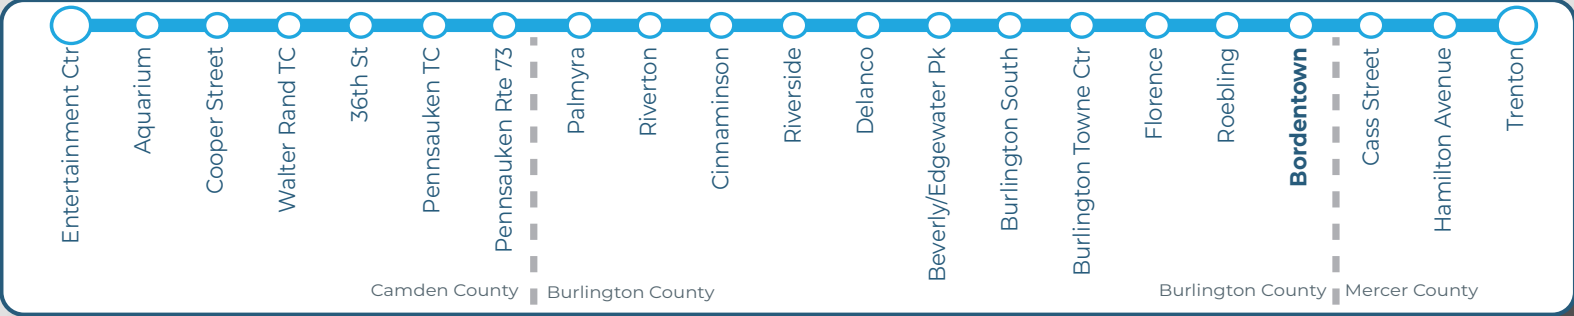 Entertainment Ctr
Aquarium
Cooper Street
Walter Rand TC
36th St
Pennsauken TC
Pennsauken Rte 73
Palmyra
Riverton
Cinnaminson
Riverside
Delanco
Beverly/Edgewater Pk
Burlington South
Burlington Towne Ctr
Florence
Roebling
Bordentown
Cass Street
Hamilton Avenue
Trenton
Camden County
Burlington County
Burlington County
Mercer County